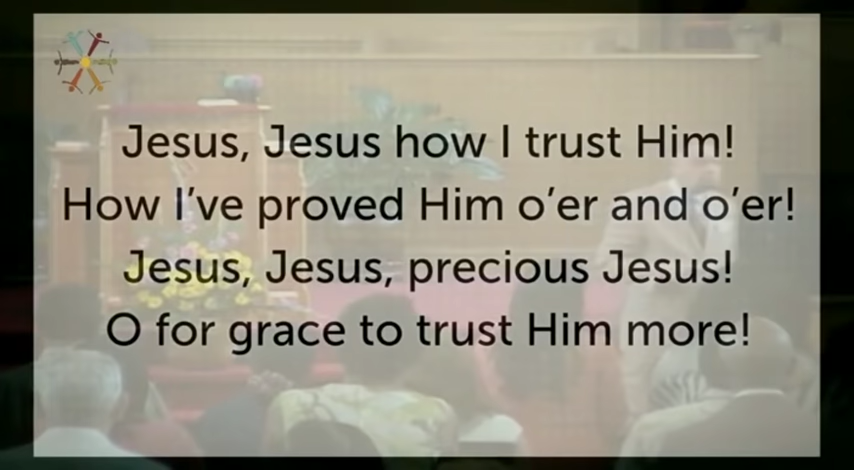 Jesus, Jesus how I trust Him!
How I’ve proved Him o’er and o’er!
Jesus, Jesus, precious Jesus!
O for grace to trust Him more!